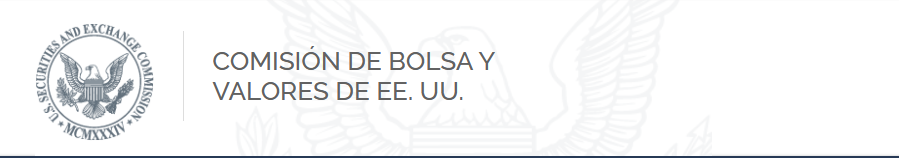 U.S. SECURITIES AND EXCHANGE COMMISSION
MCMXXXIV
COMISIÓN DE BOLSA Y
VALORES DE EE. UU.